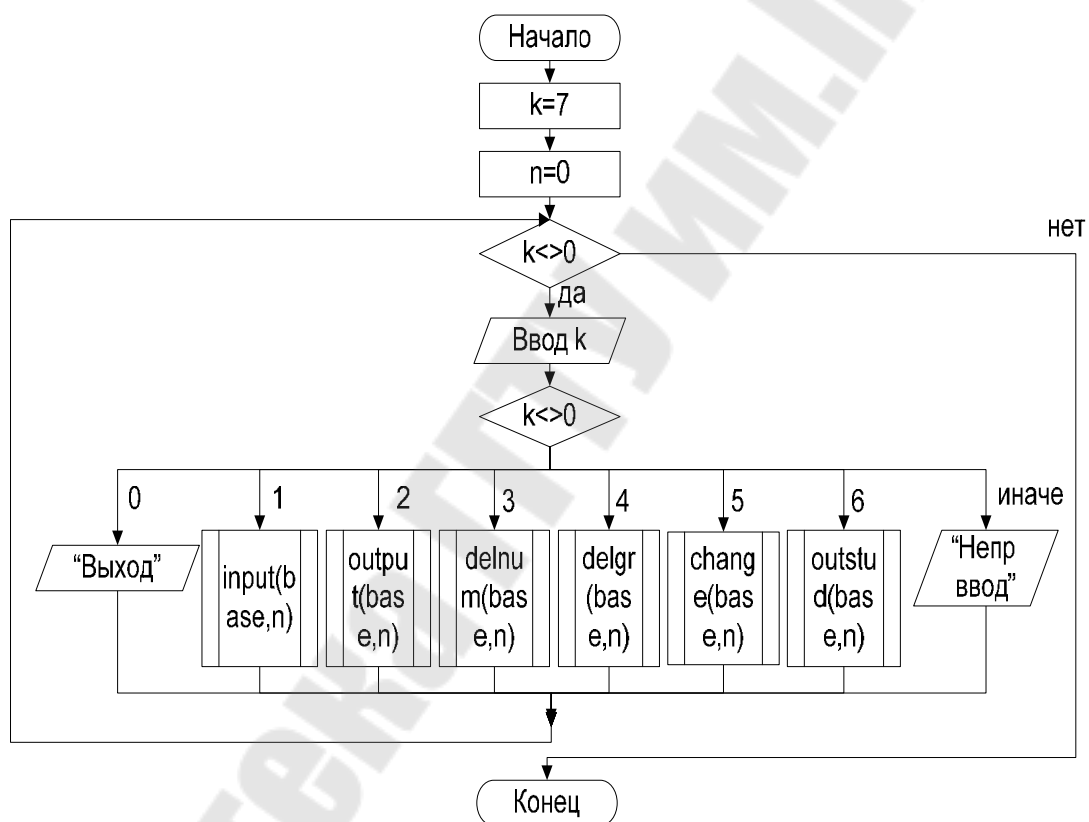 Начало
k=7
n=0
k<>0
нет
да
Ввод k
k<>0
0
1
2
3
4
5
6
иначе
“Выход”
input(b
ase,n)
outpu
t(bas
e,n)
delnu
m(bas
e,n)
delgr
(bas
e,n)
chang
e(bas
e,n)
outstu
d(bas
e,n)
“Непр
ввод”
Конец